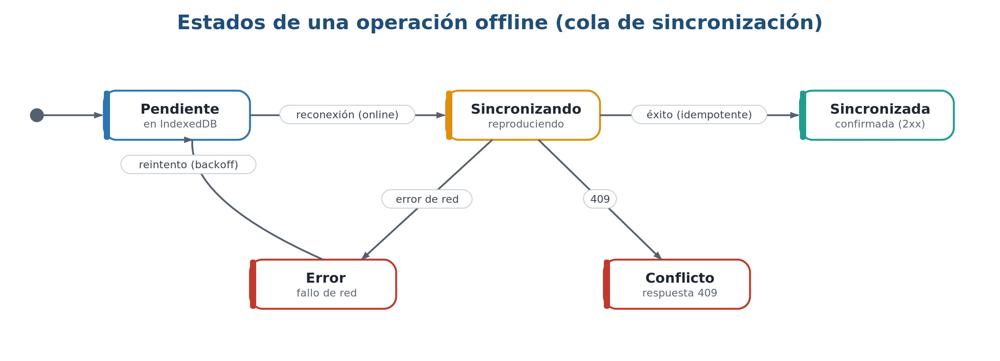 Estados de una operación offline (cola de sincronización)
Pendiente
en IndexedDB
reconexión (online)
Sincronizando
reproduciendo
éxito (idempotente)
Sincronizada
confirmada (2xx)
reintento (backoff)
error de red
409
Error
fallo de red
Conflicto
respuesta 409